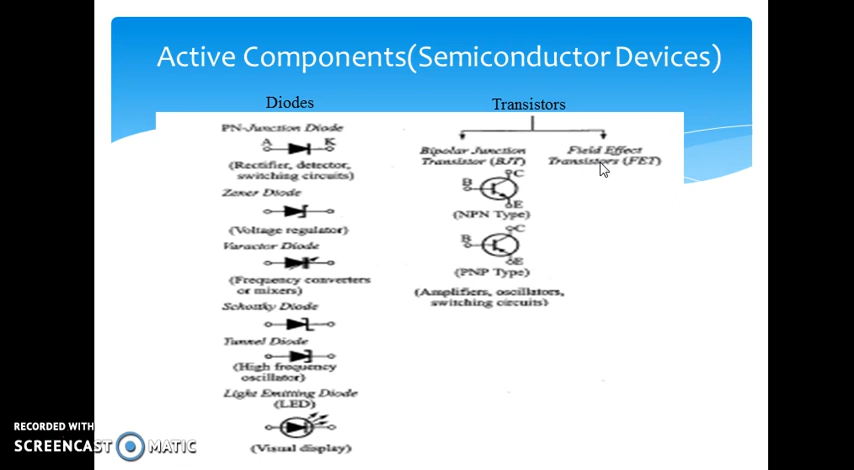 Active Components(Semiconductor Devices)
Diodes
PN-Junction Diode
A K
(Rectifier, detector,
switching circuits)
Zener Diode
(Voltage regulator)
Varactor Diode
(Frequency converters
or mixers)
Schottky Diode
Tunnel Diode
(High frequency
oscillator)
Light Emitting Diode
(LED)
(Visual display)
Transistors
Bipolar Junction
Transistor (BJT)
C
B
E
(NPN Type)
C
B
E
(PNP Type)
(Amplifiers, oscillators,
switching circuits)
Field Effect
Transistors (FET)
RECORDED WITH
SCREENCAST MATIC